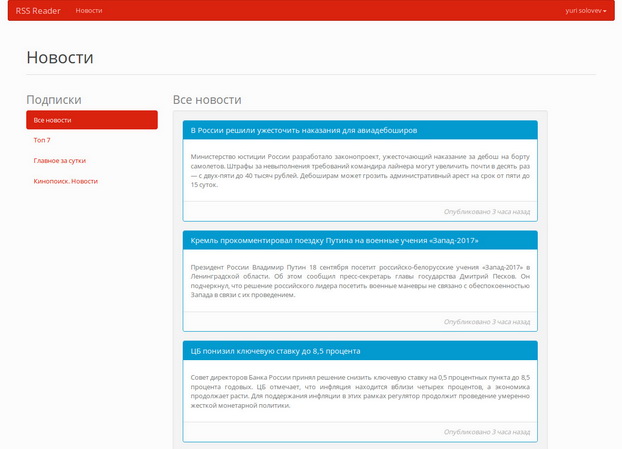 RSS Reader
Новости
yuri solovev
Новости
Подписки
Все новости
Топ 7
Главное за сутки
Кинопоиск. Новости
Все новости
В России решили ужесточить наказания для авиадебоширов
Министерство юстиции России разработало законопроект, ужесточающий наказание за дебош на борту
самолетов. Штрафы за невыполнения требований командира лайнера могут увеличить почти в десять раз
— с двух-пяти до 40 тысяч рублей. Дебоширам может грозить административный арест на срок от пяти до
15 суток.
Опубликовано 3 часа назад
Кремль прокомментировал поездку Путина на военные учения «Запад-2017»
Президент России Владимир Путин 18 сентября посетит российско-белорусские учения «Запад-2017» в
Ленинградской области. Об этом сообщил пресс-секретарь главы государства Дмитрий Песков. Он
подчеркнул, что решение российского лидера посетить военные маневры не связано с обеспокоенностью
Запада в связи с их проведением.
Опубликовано 3 часа назад
ЦБ понизил ключевую ставку до 8,5 процента
Совет директоров Банка России принял решение снизить ключевую ставку на 0,5 процентных пункта до 8,5
процента годовых. ЦБ отмечает, что инфляция находится вблизи четырех процентов, а экономика
продолжает расти. Для поддержания инфляции в этих рамках регулятор продолжит проведение умеренно
жесткой монетарной политики.
Опубликовано 3 часа назад